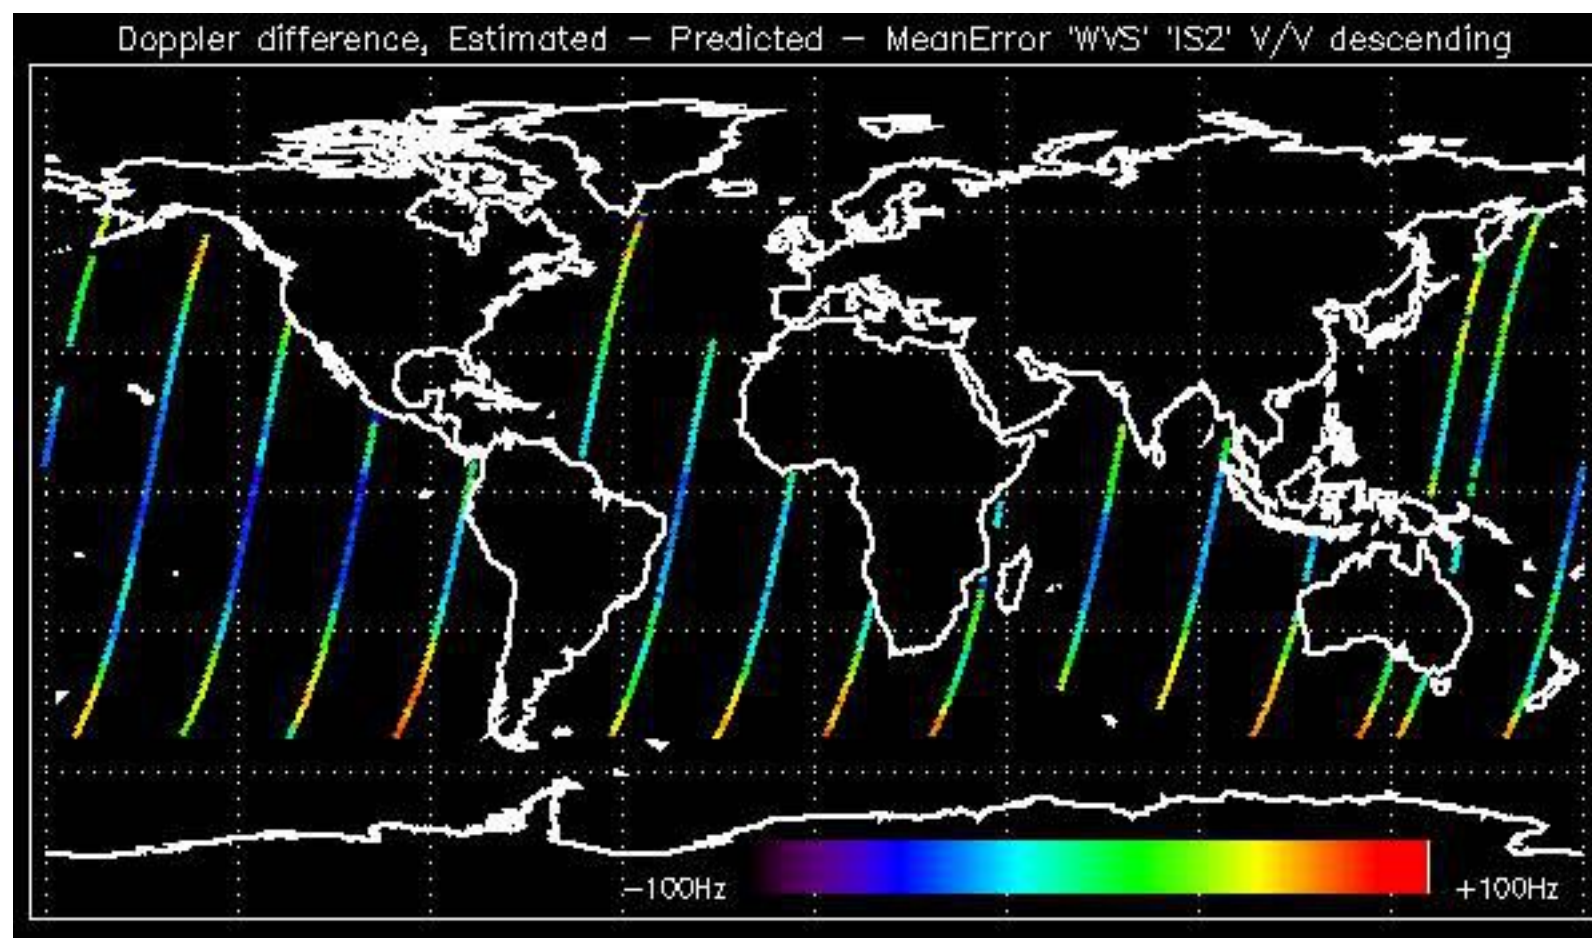 Doppler difference, Estimated – Predicted – MeanError 'WVS' 'IS2' V/V descending
–100Hz
+100Hz